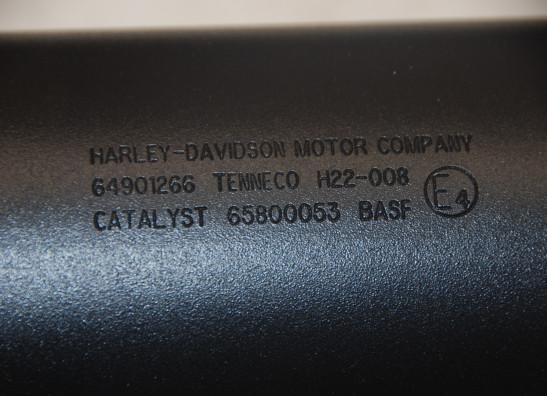 HARLEY-DAVIDSON MOTOR COMPANY
64901266 TENNECO H22-008
CATALYST 65800053 BASF E4